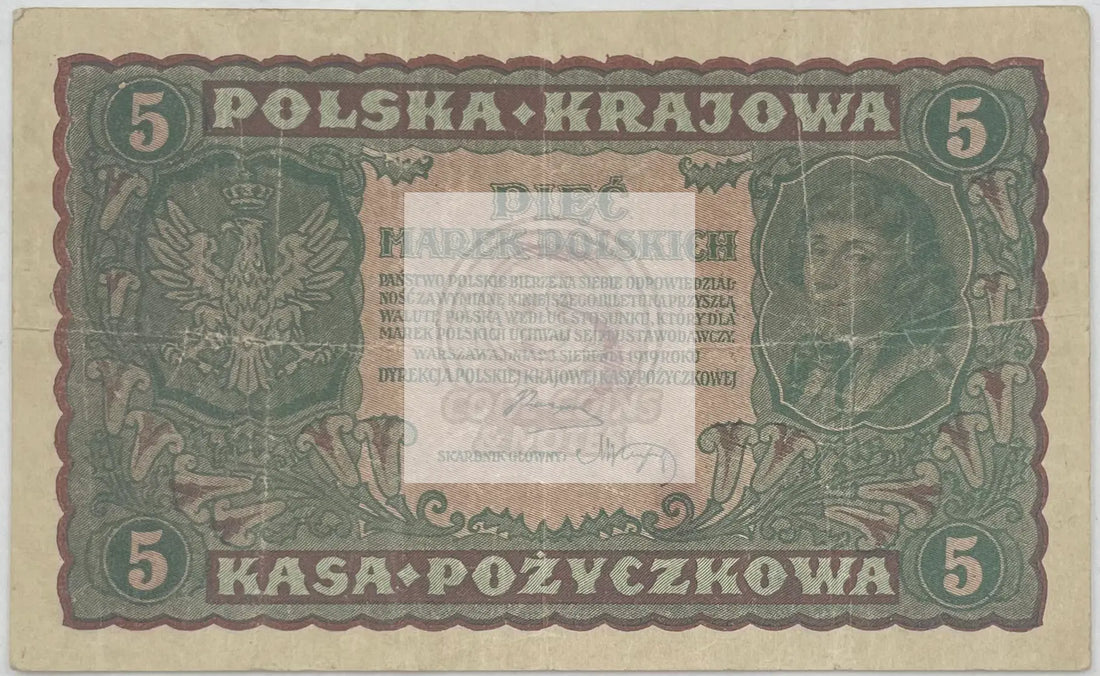 5 POLSKA ◆ KRAJOWA 5
PIĘĆ
MAREK POLSKICH
PAŃSTWO POLSKIE BIERZE NA SIEBIE ODPOWIEDZIAL-
NOŚĆ ZA WYMIANĘ NINIEJSZEGO BILETU NA PRZYSZŁĄ
WALUTĘ POLSKĄ WEDŁUG STOSUNKU, KTÓRY DLA
MAREK POLSKICH UCHWALI SEJM USTAWODAWCZY.
WARSZAWA, DNIA 23 SIERPNIA 1919 ROKU
DYREKCJA POLSKIEJ KRAJOWEJ KASY POŻYCZKOWEJ
SKARBNIK GŁÓWNY:
5 KASA ◆ POŻYCZKOWA 5